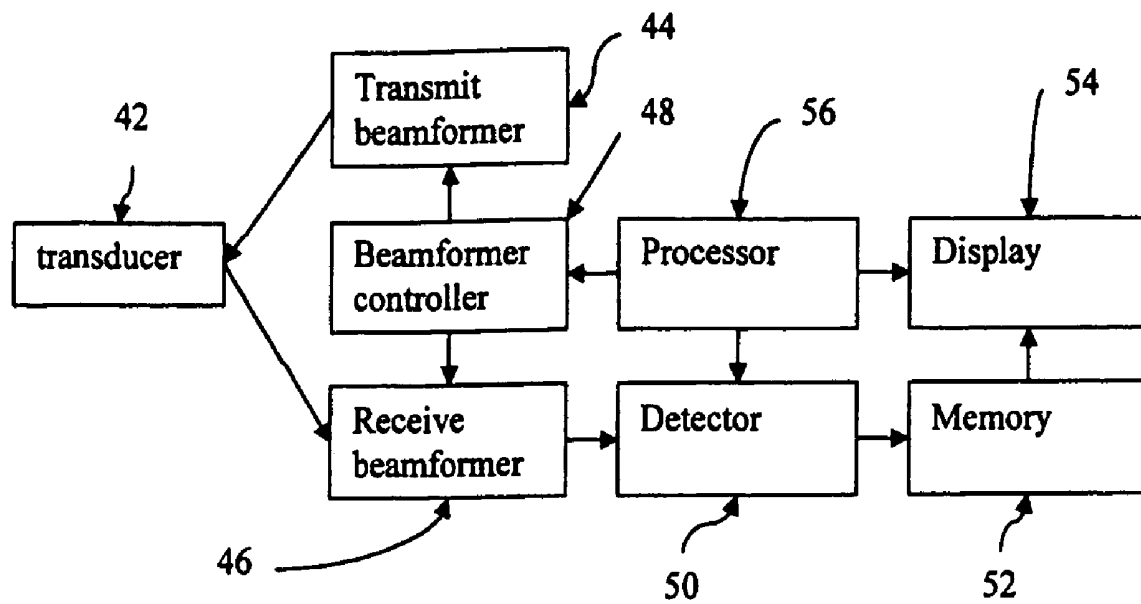 44
Transmit
beamformer
42
48
56
54
transducer
Beamformer
controller
Processor
Display
Receive
beamformer
Detector
Memory
46
50
52